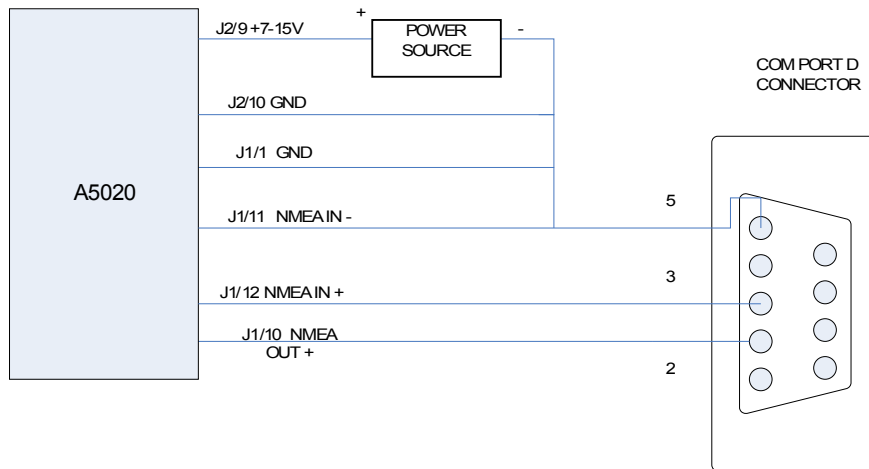 +
J2/9 +7-15V
POWER
SOURCE
-
COM PORT D
CONNECTOR
J2/10 GND
J1/1 GND
A5020
5
J1/11 NMEA IN -
3
J1/12 NMEA IN +
J1/10 NMEA
OUT +
2